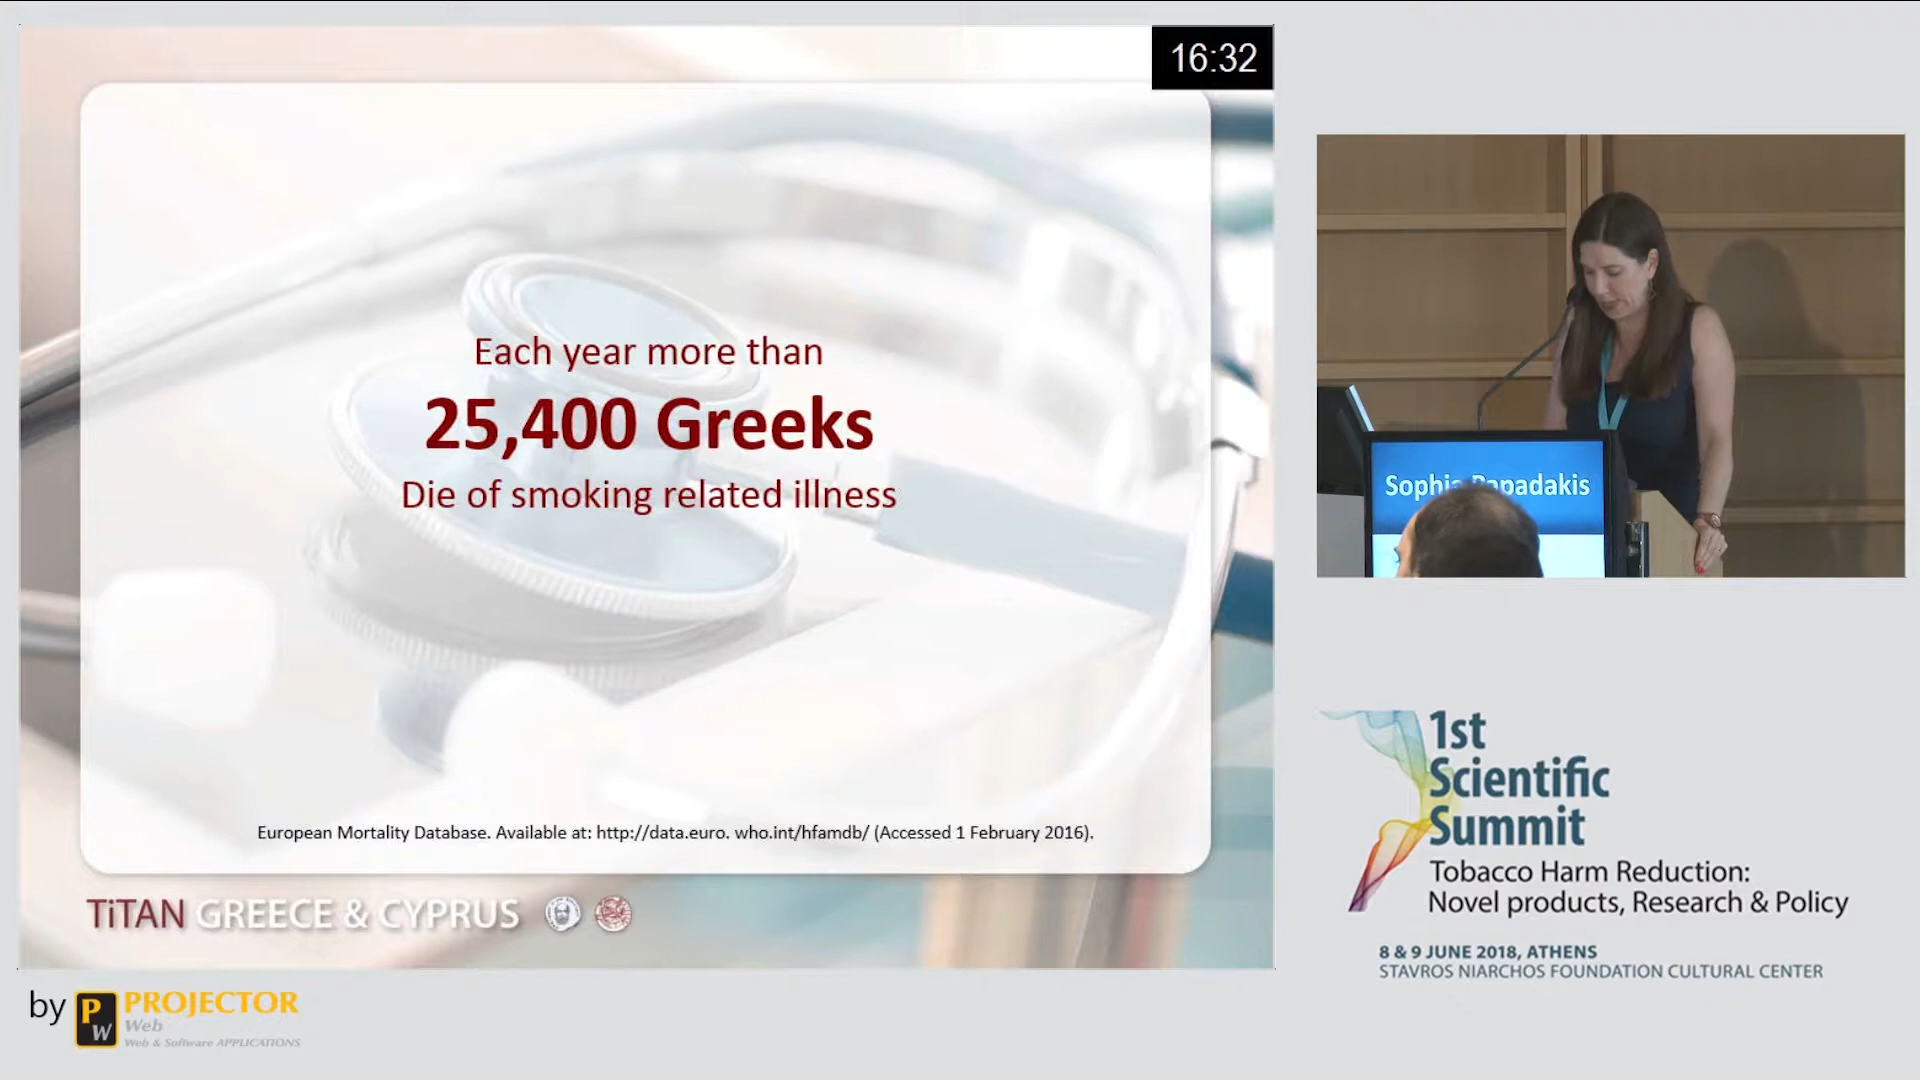 16:32
Each year more than
25,400 Greeks
Die of smoking related illness
European Mortality Database. Available at: http://data.euro. who.int/hfamdb/ (Accessed 1 February 2016).
TiTAN GREECE & CYPRUS
Sophia Papadakis
1st
Scientific
Summit
Tobacco Harm Reduction:
Novel products, Research & Policy
8 & 9 JUNE 2018, ATHENS
STAVROS NIARCHOS FOUNDATION CULTURAL CENTER
by PW PROJECTOR
Web
Web & Software APPLICATIONS